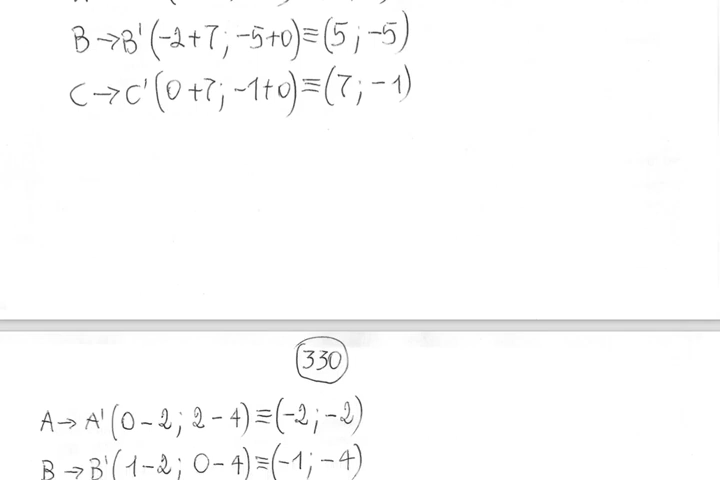 B→B'(-2+7; -5+0)≡(5; -5)
C→C'(0+7; -1+0)≡(7; -1)
330
A→A'(0-2; 2-4)≡(-2; -2)
B→B'(1-2; 0-4)≡(-1; -4)